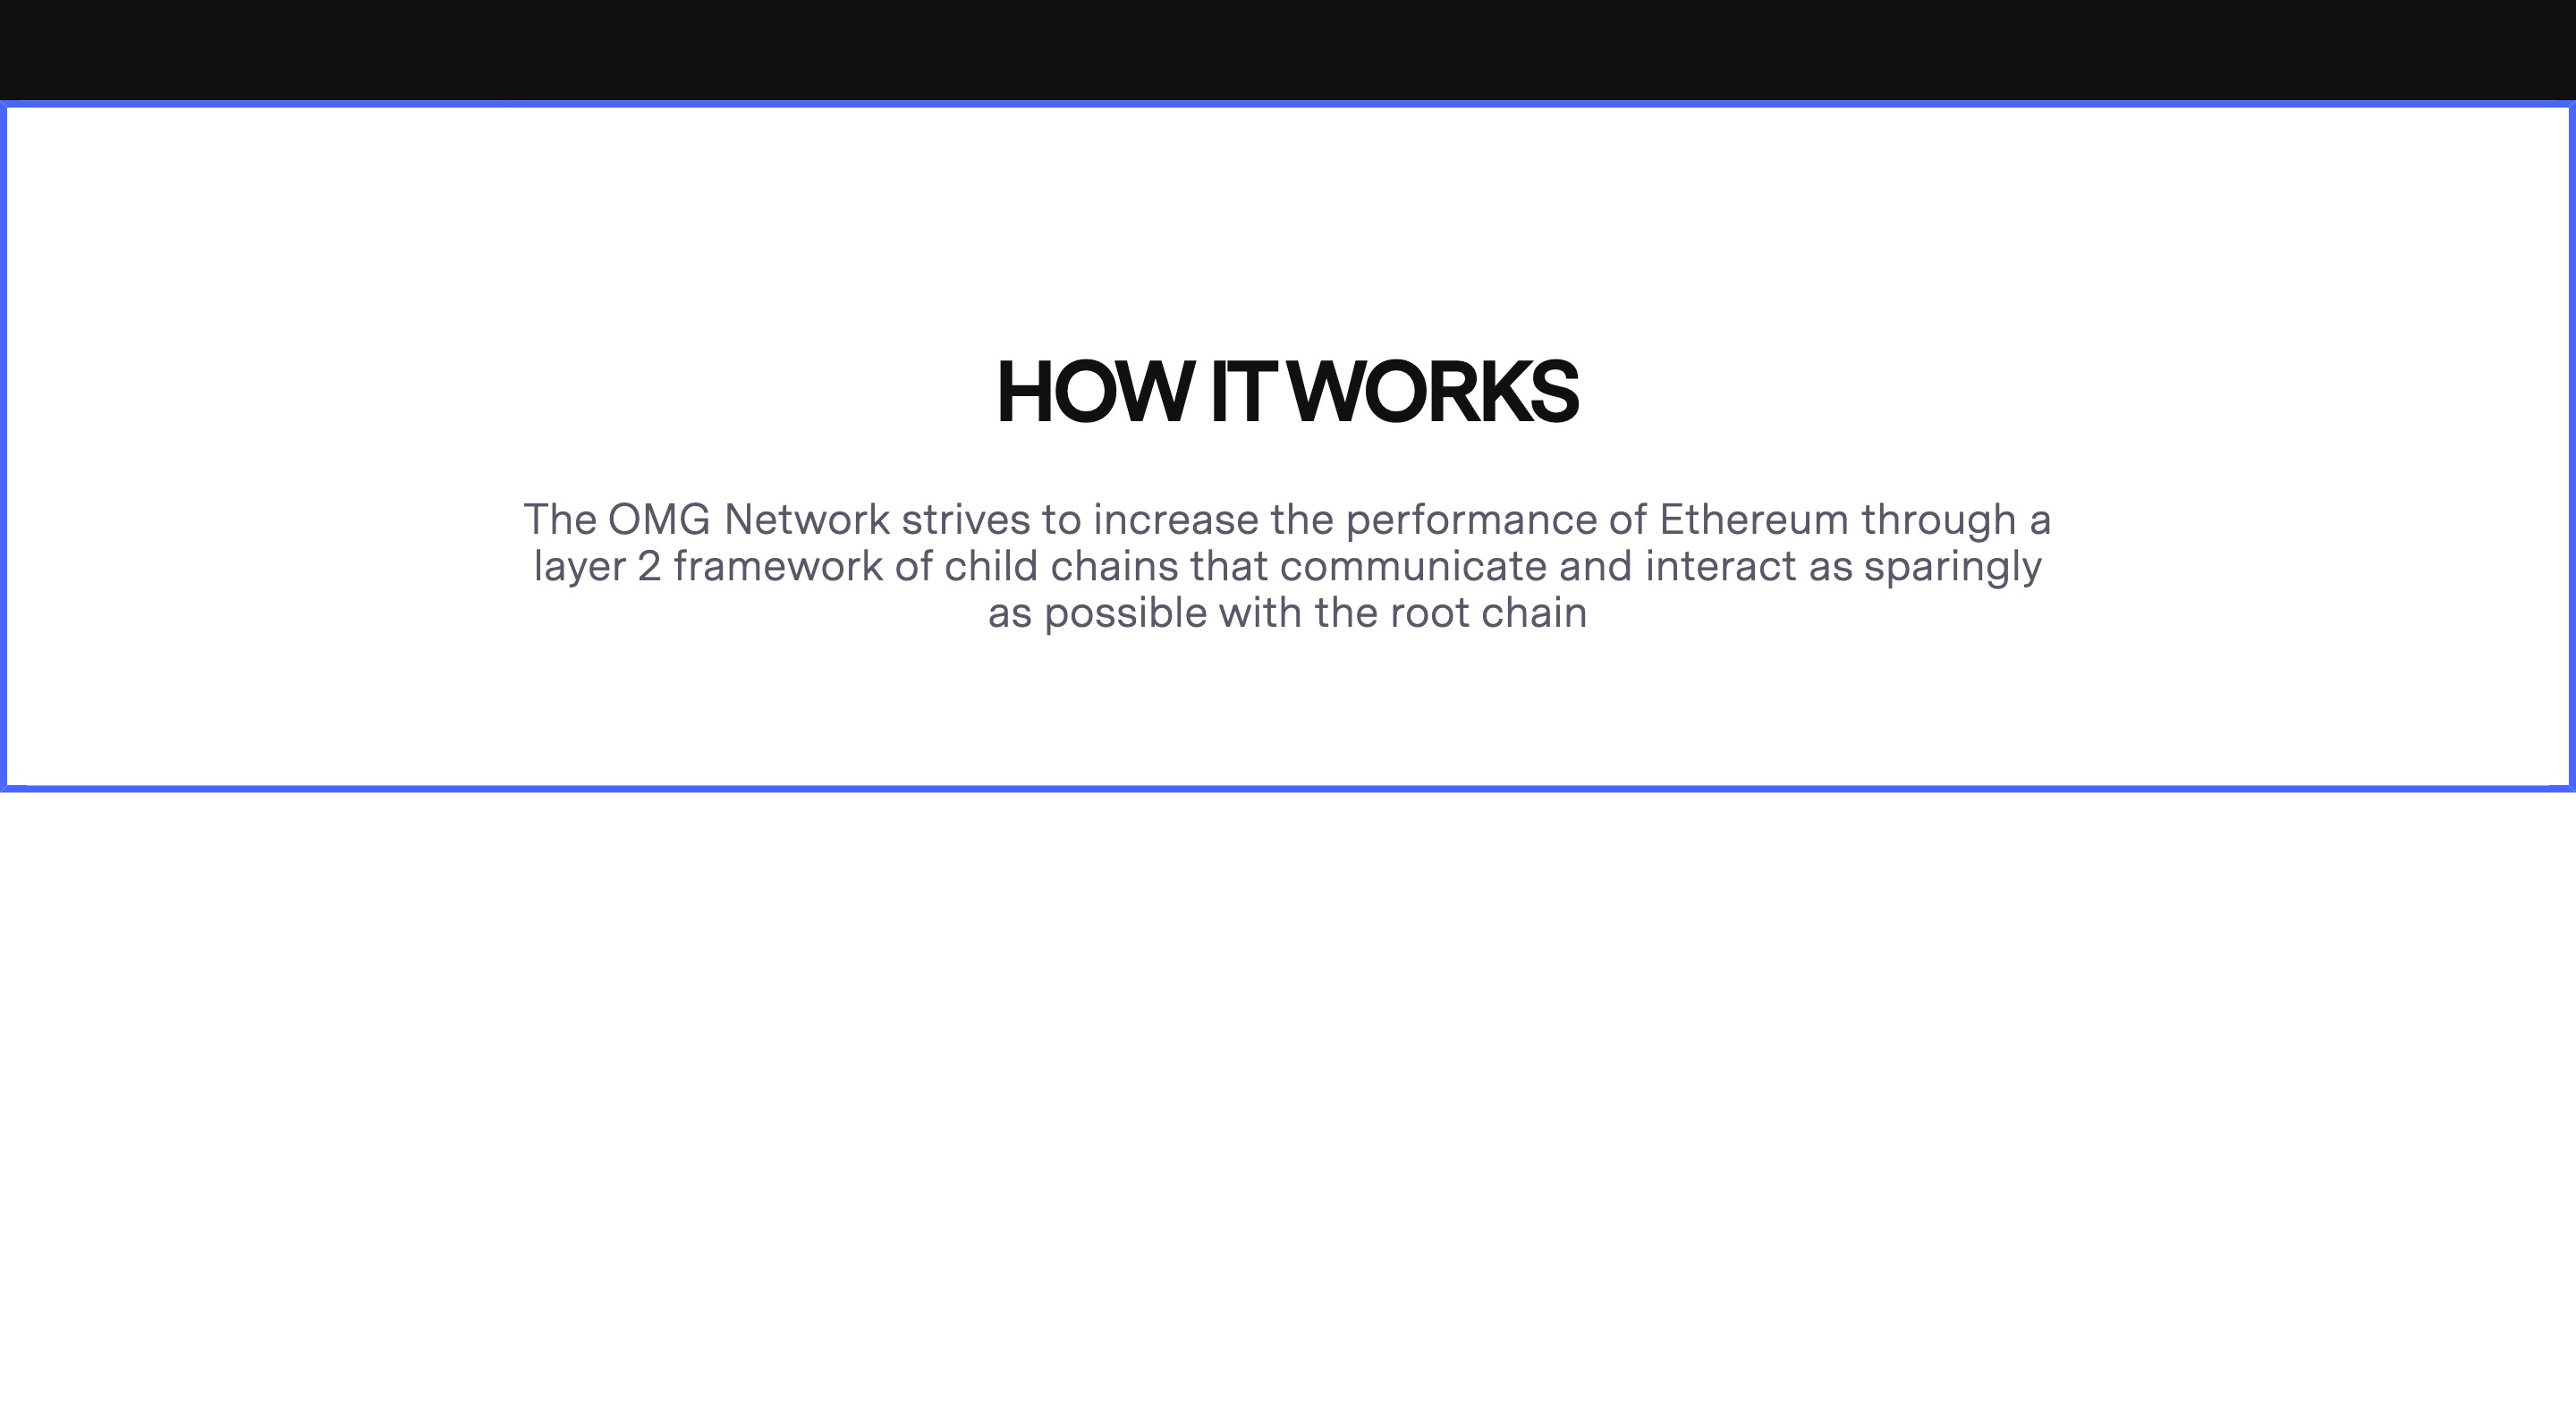 HOW IT WORKS
The OMG Network strives to increase the performance of Ethereum through a
layer 2 framework of child chains that communicate and interact as sparingly
as possible with the root chain